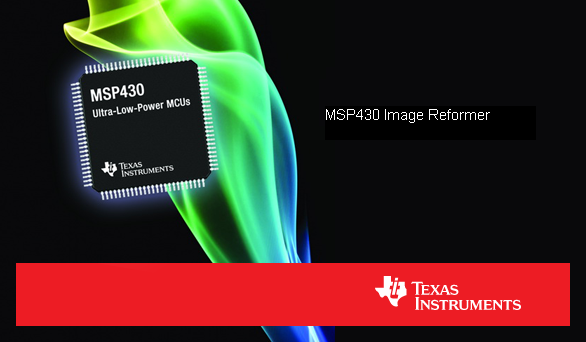 MSP430
Ultra-Low-Power MCUs
TEXAS
INSTRUMENTS
MSP430 Image Reformer
TEXAS
INSTRUMENTS